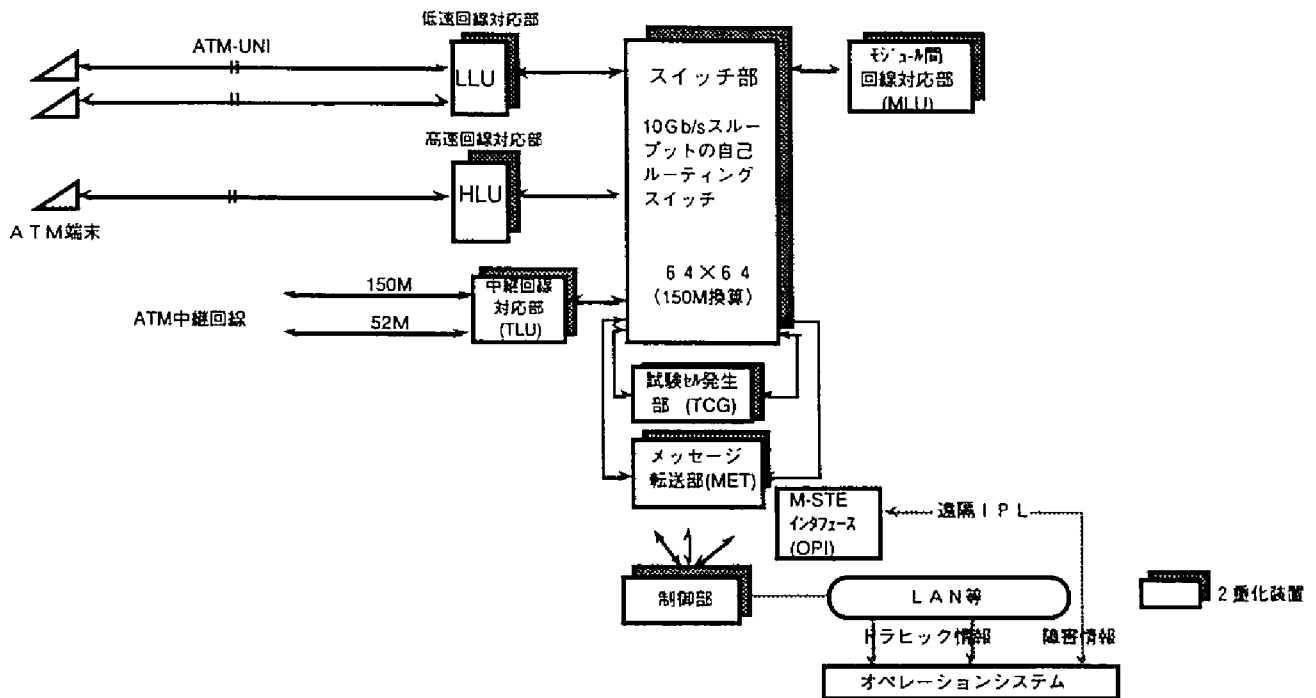 低速回線対応部
ATM-UNI
LLU
スイッチ部
10Gb/sスルー
プットの自己
ルーティング
スイッチ
64×64
(150M換算)
モジュール間
回線対応部
(MLU)
高速回線対応部
HLU
ATM端末
150M
52M
ATM中継回線
中継回線
対応部
(TLU)
試験セル発生
部 (TCG)
メッセージ
転送部(MET)
M-STE
インタフェース
(OPI)
遠隔IPL
制御部
LAN等
2重化装置
トラヒック情報
障害情報
オペレーションシステム